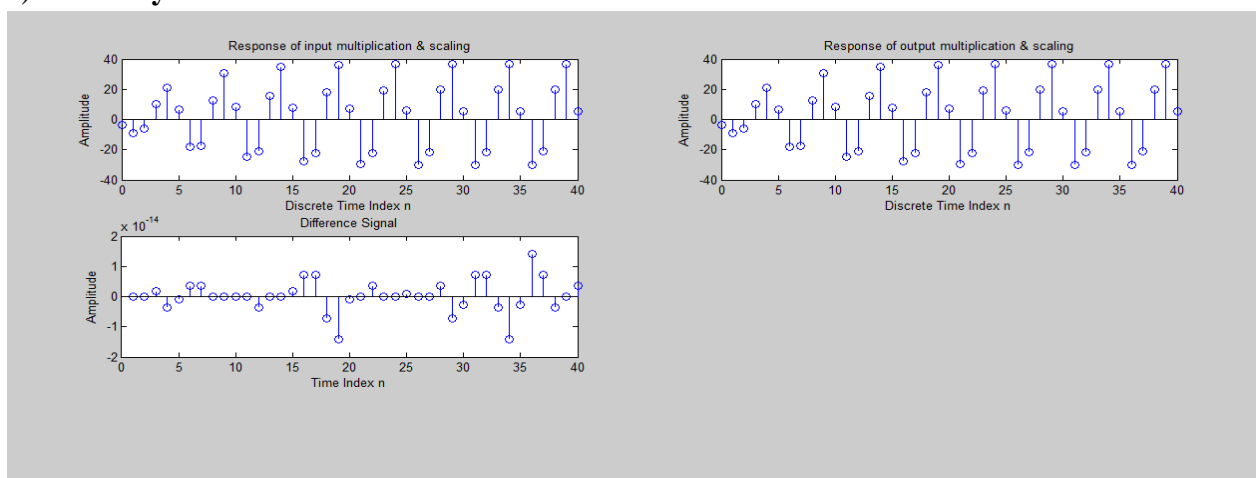 Response of input multiplication & scaling
40
20
0
-20
-40
Amplitude
0 5 10 15 20 25 30 35 40
Discrete Time Index n
Response of output multiplication & scaling
40
20
0
-20
-40
Amplitude
0 5 10 15 20 25 30 35 40
Discrete Time Index n
Difference Signal
x 10^-14
2
1
0
-1
-2
Amplitude
0 5 10 15 20 25 30 35 40
Time Index n